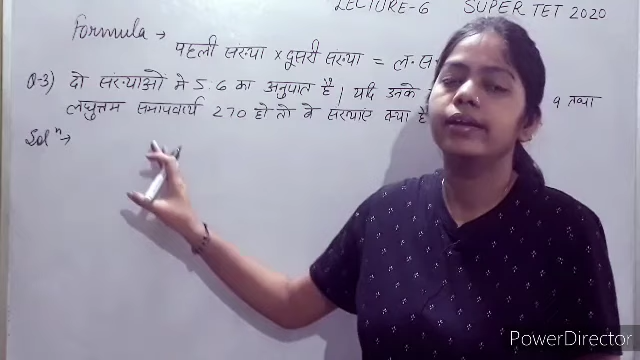 LECTURE-6 SUPER TET 2020
Formula →
पहली संख्या × दूसरी संख्या = ल.स.
Q-3) दो संख्याओं मे 5:6 का अनुपात है, यदि उनके 9 तथा
लघुत्तम समापवर्त्य 270 हो तो वे संख्याएं क्या है
Solⁿ →
PowerDirector